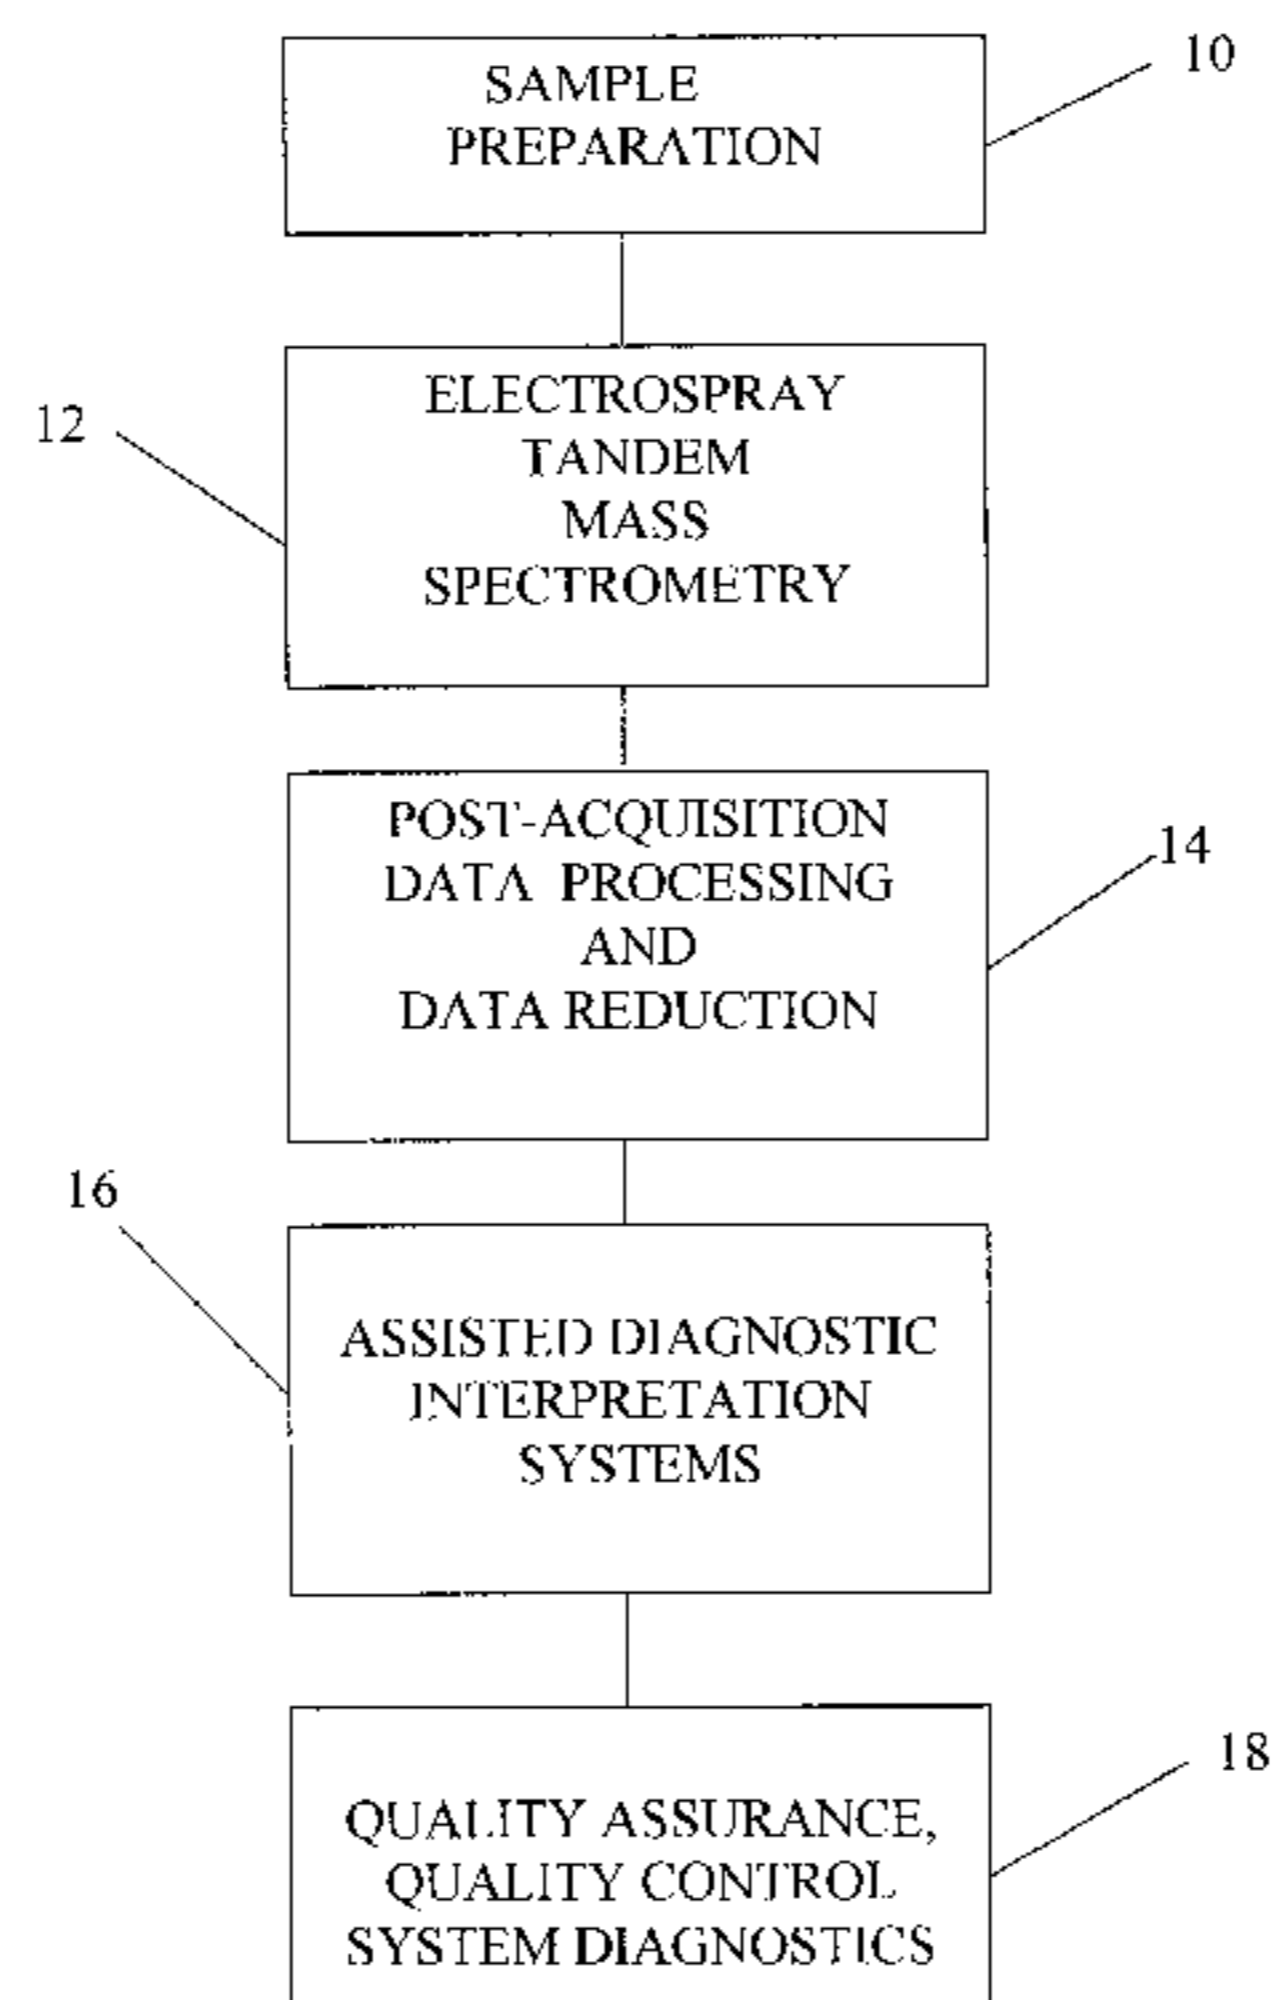 SAMPLE
PREPARATION
10
ELECTROSPRAY
TANDEM
MASS
SPECTROMETRY
12
POST-ACQUISITION
DATA PROCESSING
AND
DATA REDUCTION
14
16
ASSISTED DIAGNOSTIC
INTERPRETATION
SYSTEMS
18
QUALITY ASSURANCE,
QUALITY CONTROL
SYSTEM DIAGNOSTICS